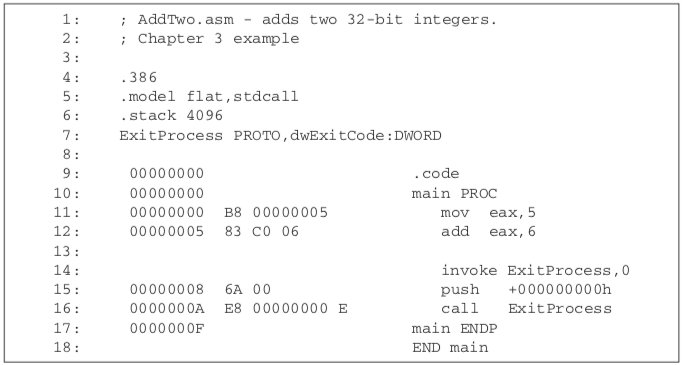 1: ; AddTwo.asm - adds two 32-bit integers.
2: ; Chapter 3 example
3:
4: .386
5: .model flat,stdcall
6: .stack 4096
7: ExitProcess PROTO,dwExitCode:DWORD
8:
9: 00000000 .code
10: 00000000 main PROC
11: 00000000 B8 00000005 mov eax,5
12: 00000005 83 C0 06 add eax,6
13:
14: invoke ExitProcess,0
15: 00000008 6A 00 push +000000000h
16: 0000000A E8 00000000 E call ExitProcess
17: 0000000F main ENDP
18: END main